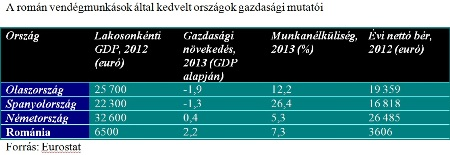 A román vendégmunkások által kedvelt országok gazdasági mutatói
Ország Lakosonkénti GDP, 2012 (euró) Gazdasági növekedés, 2013 (GDP alapján) Munkanélküliség, 2013 (%) Évi nettó bér, 2012 (euró)
Olaszország 25 700 -1,9 12,2 19 359
Spanyolország 22 300 -1,3 26,4 16 818
Németország 32 600 0,4 5,3 26 485
Románia 6500 2,2 7,3 3606
Forrás: Eurostat